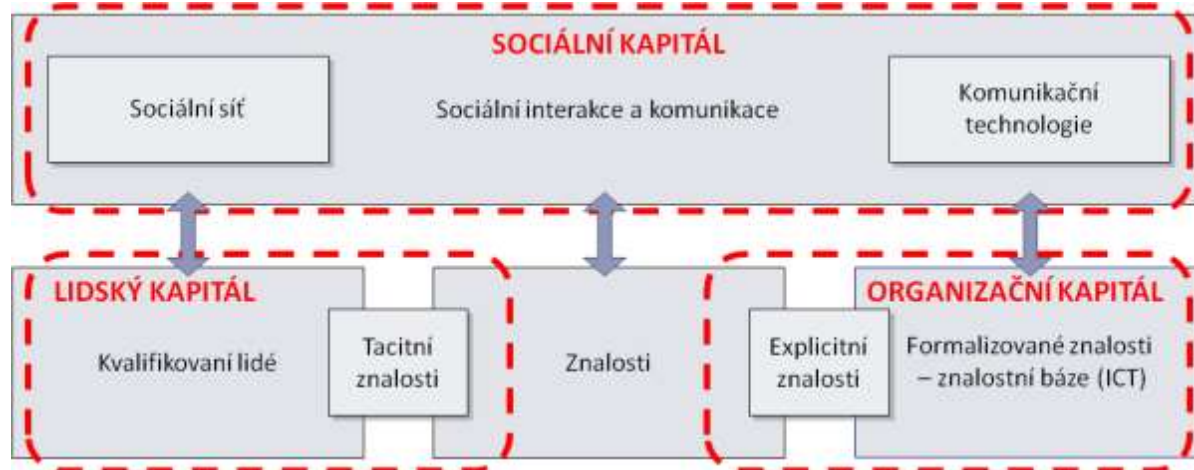 SOCIÁLNÍ KAPITÁL
Sociální síť
Sociální interakce a komunikace
Komunikační
technologie
LIDSKÝ KAPITÁL
Kvalifikovaní lidé
Tacitní
znalosti
Znalosti
Explicitní
znalosti
ORGANIZAČNÍ KAPITÁL
Formalizované znalosti
– znalostní báze (ICT)